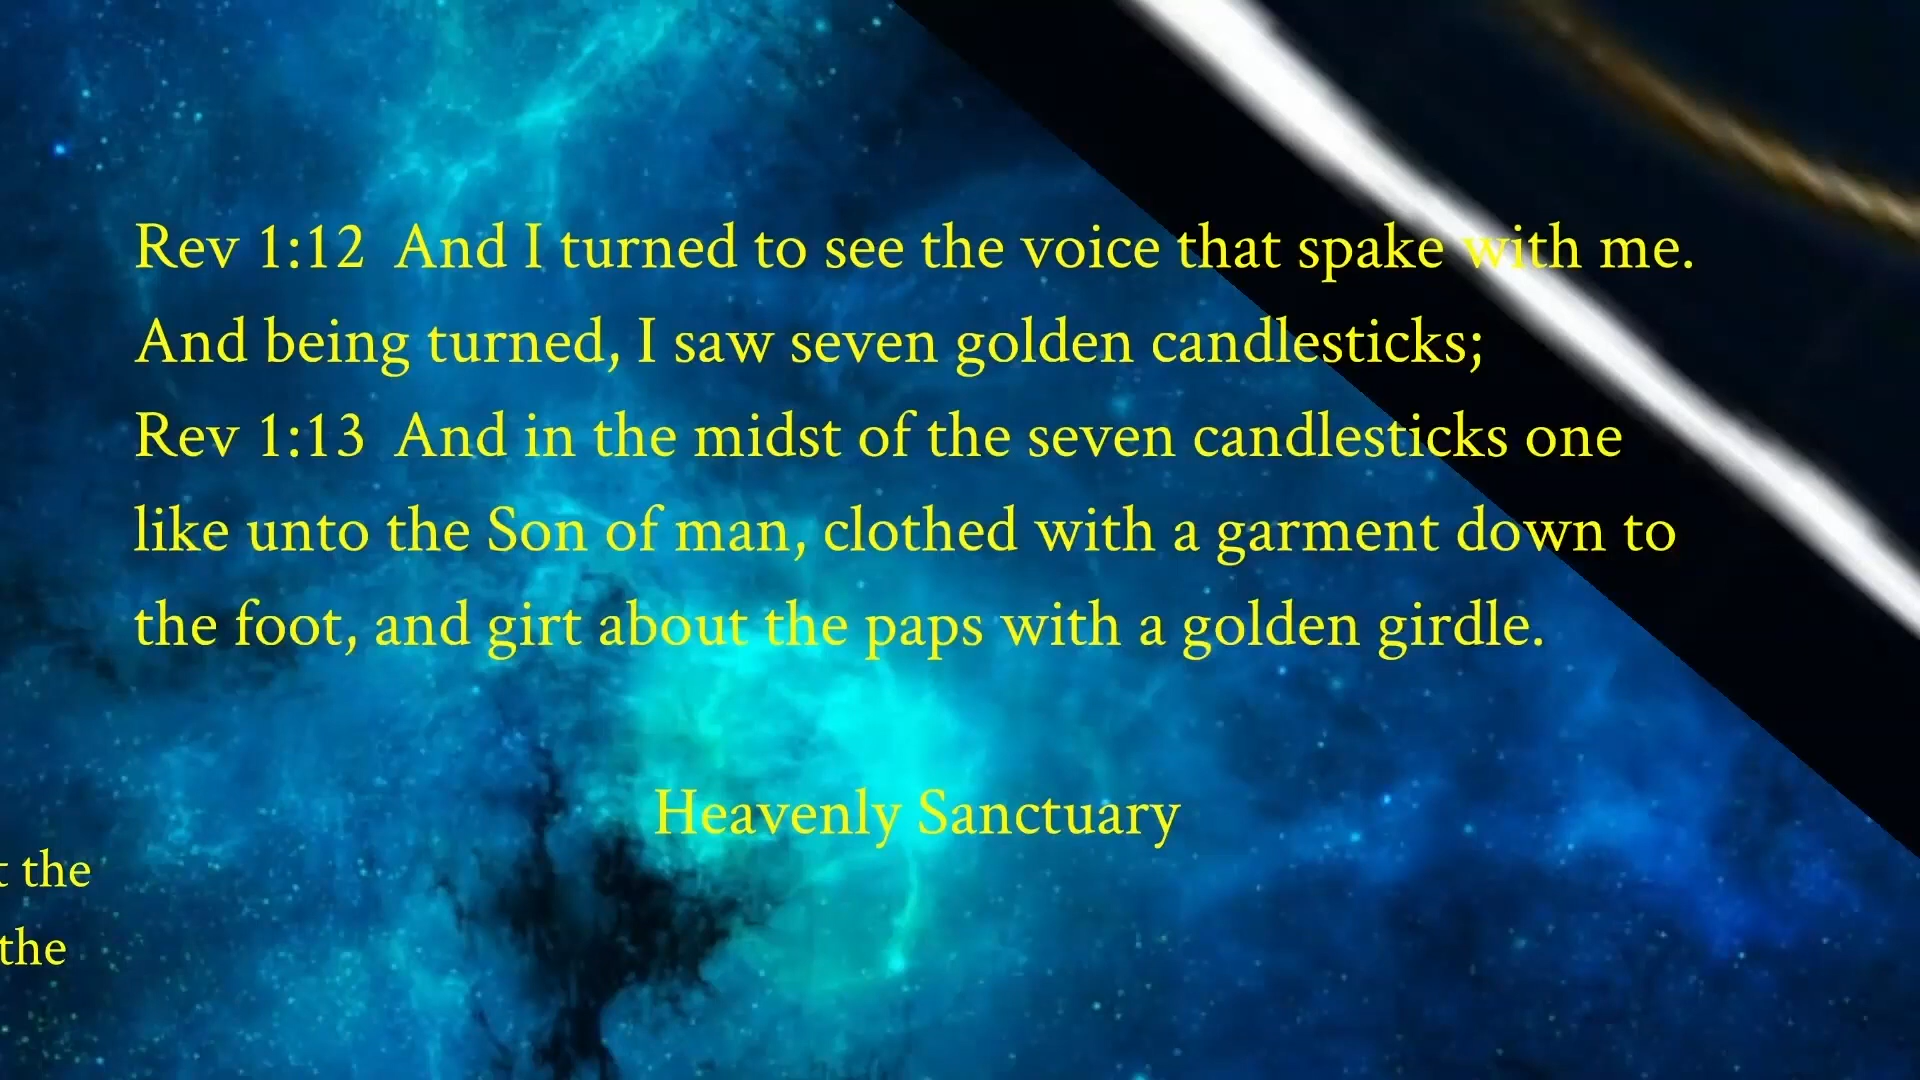 Rev 1:12  And I turned to see the voice that spake with me.
And being turned, I saw seven golden candlesticks;
Rev 1:13  And in the midst of the seven candlesticks one
like unto the Son of man, clothed with a garment down to
the foot, and girt about the paps with a golden girdle.
Heavenly Sanctuary
the
the